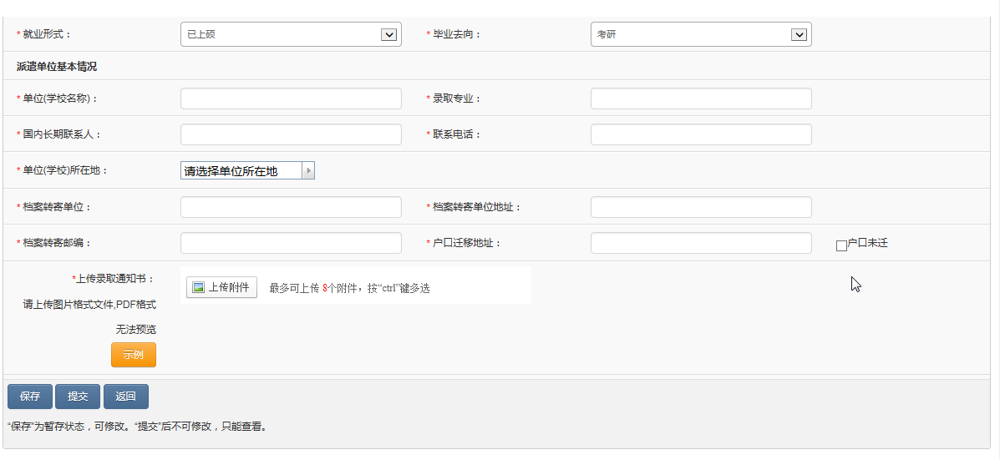 * 就业形式： 已上硕 * 毕业去向： 考研
派遣单位基本情况
* 单位(学校名称)： * 录取专业：
* 国内长期联系人： * 联系电话：
* 单位(学校)所在地： 请选择单位所在地
* 档案转寄单位： * 档案转寄单位地址：
* 档案转寄邮编： * 户口迁移地址： 户口未迁
*上传录取通知书： 上传附件 最多可上传 8个附件，按“ctrl”键多选
请上传图片格式文件,PDF格式
无法预览
示例
保存 提交 返回
“保存”为暂存状态，可修改。“提交”后不可修改，只能查看。